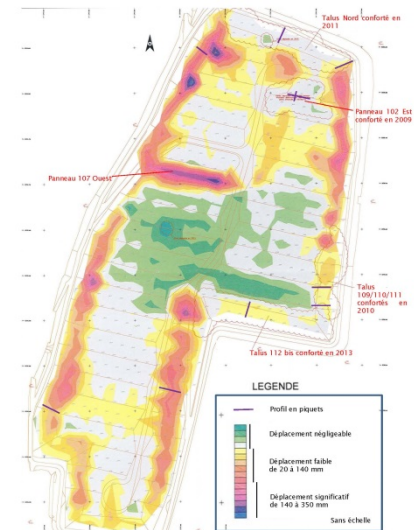 Talus Nord conforté en
2011
Panneau 102 Est
conforté en 2009
Panneau 107 Ouest
Talus
109/110/111
confortés en
2010
Talus 112 bis conforté en 2013
LEGENDE
Profil en piquets
Déplacement négligeable
Déplacement faible
de 20 à 140 mm
Déplacement significatif
de 140 à 350 mm
Sans échelle